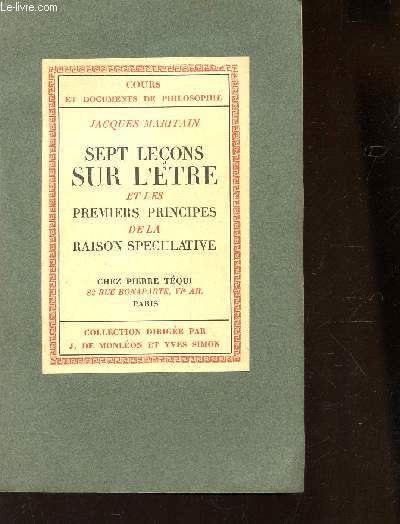 Le-livre.com
COURS
ET DOCUMENTS DE PHILOSOPHIE
JACQUES MARITAIN
SEPT LEÇONS
SUR L'ÊTRE
ET LES
PREMIERS PRINCIPES
DE LA
RAISON SPECULATIVE
CHEZ PIERRE TÉQUI
82 RUE BONAPARTE, VIe AR.
PARIS
COLLECTION DIRIGÉE PAR
J. DE MONLÉON ET YVES SIMON